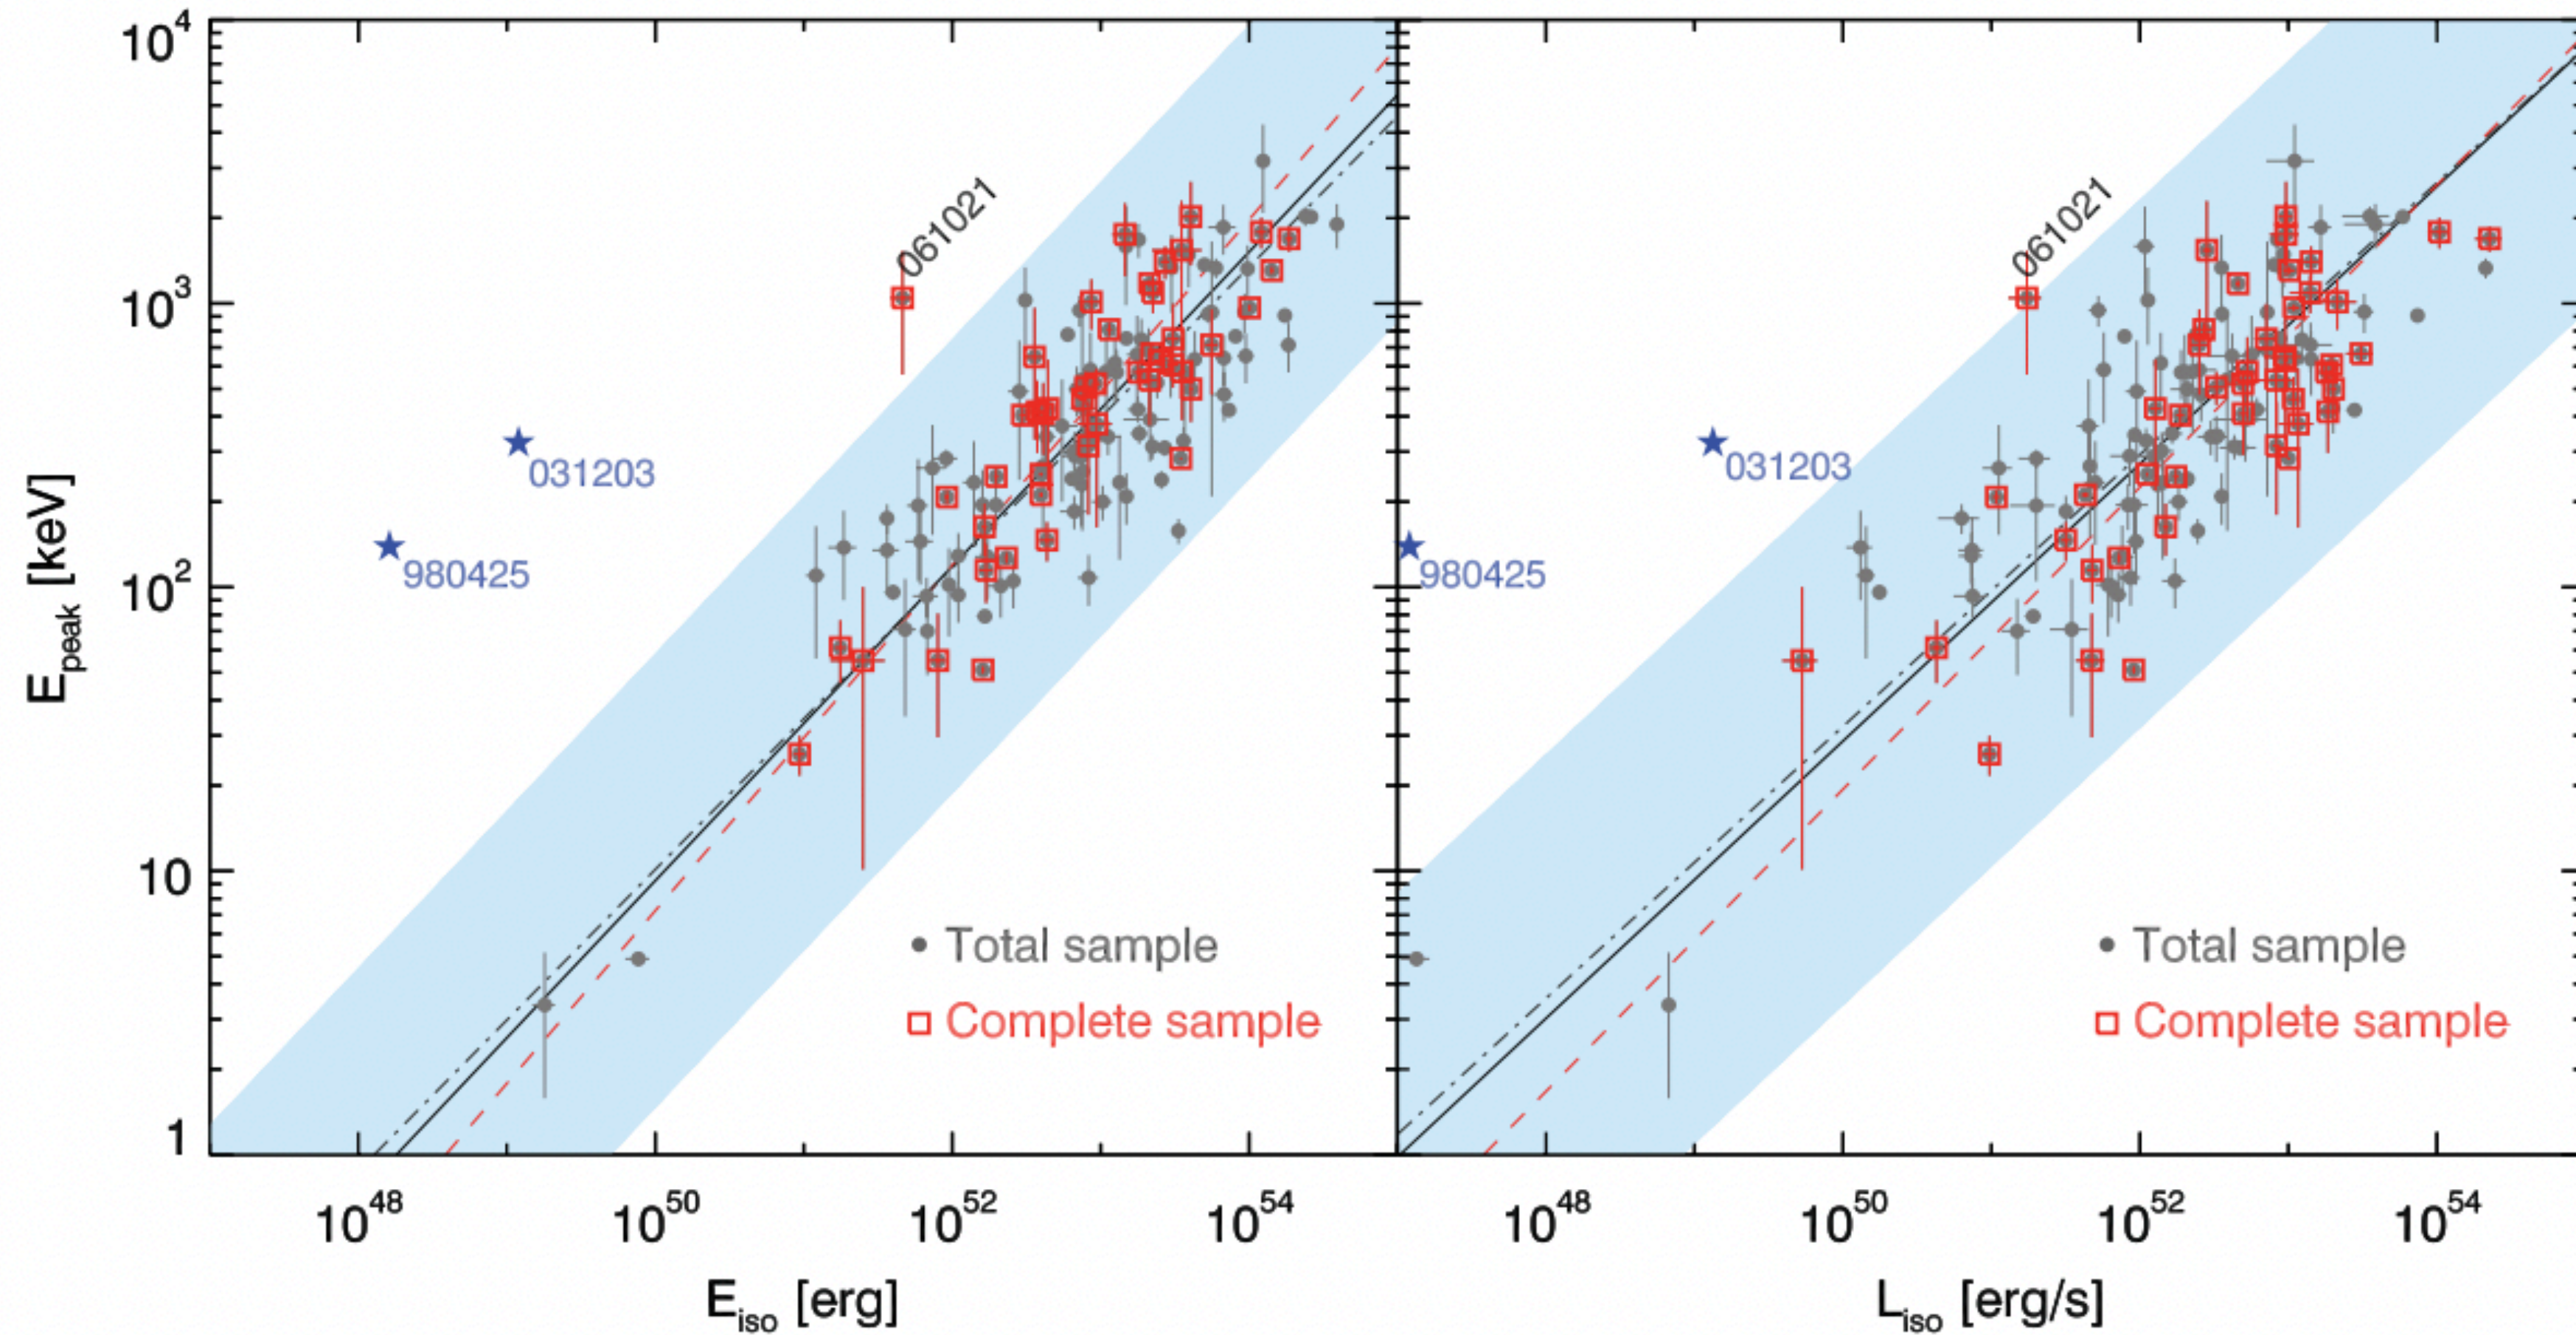 10⁴
10³
10²
10
1
E_peak [keV]
061021
031203
980425
Total sample
Complete sample
10⁴⁸ 10⁵⁰ 10⁵² 10⁵⁴
E_iso [erg]
061021
031203
980425
Total sample
Complete sample
10⁴⁸ 10⁵⁰ 10⁵² 10⁵⁴
L_iso [erg/s]